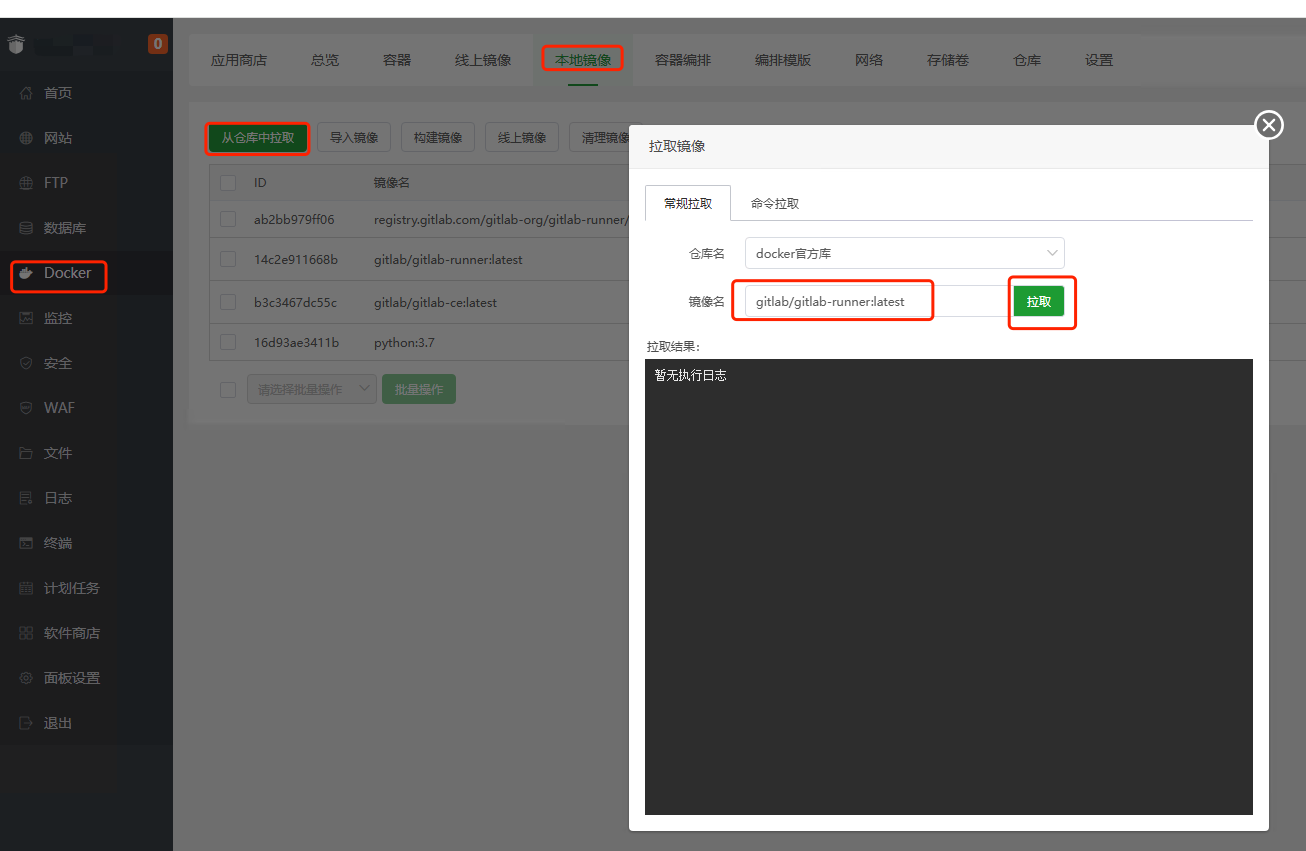 0
首页
网站
FTP
数据库
Docker
监控
安全
WAF
文件
日志
终端
计划任务
软件商店
面板设置
退出
应用商店 总览 容器 线上镜像 本地镜像 容器编排 编排模版 网络 存储卷 仓库 设置
从仓库中拉取 导入镜像 构建镜像 线上镜像 清理镜像
ID 镜像名
ab2bb979ff06 registry.gitlab.com/gitlab-org/gitlab-runner/
14c2e911668b gitlab/gitlab-runner:latest
b3c3467dc55c gitlab/gitlab-ce:latest
16d93ae3411b python:3.7
请选择批量操作 批量操作
拉取镜像
常规拉取 命令拉取
仓库名 docker官方库
镜像名 gitlab/gitlab-runner:latest 拉取
拉取结果:
暂无执行日志